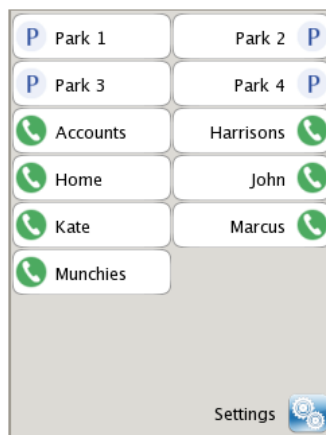 P Park 1 Park 2 P
P Park 3 Park 4 P
Accounts Harrisons
Home John
Kate Marcus
Munchies
Settings